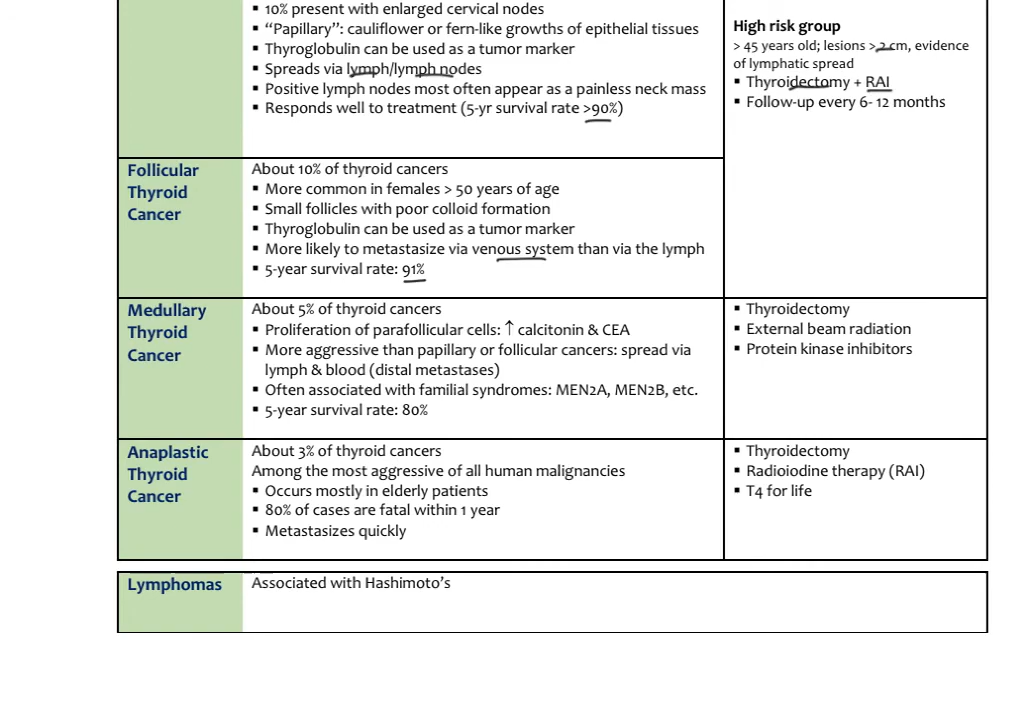 ▪ 10% present with enlarged cervical nodes
▪ “Papillary”: cauliflower or fern-like growths of epithelial tissues
▪ Thyroglobulin can be used as a tumor marker
▪ Spreads via lymph/lymph nodes
▪ Positive lymph nodes most often appear as a painless neck mass
▪ Responds well to treatment (5-yr survival rate >90%)
High risk group
> 45 years old; lesions > 2 cm, evidence
of lymphatic spread
▪ Thyroidectomy + RAI
▪ Follow-up every 6- 12 months
Follicular
Thyroid
Cancer
About 10% of thyroid cancers
▪ More common in females > 50 years of age
▪ Small follicles with poor colloid formation
▪ Thyroglobulin can be used as a tumor marker
▪ More likely to metastasize via venous system than via the lymph
▪ 5-year survival rate: 91%
Medullary
Thyroid
Cancer
About 5% of thyroid cancers
▪ Proliferation of parafollicular cells: ↑ calcitonin & CEA
▪ More aggressive than papillary or follicular cancers: spread via
lymph & blood (distal metastases)
▪ Often associated with familial syndromes: MEN2A, MEN2B, etc.
▪ 5-year survival rate: 80%
▪ Thyroidectomy
▪ External beam radiation
▪ Protein kinase inhibitors
Anaplastic
Thyroid
Cancer
About 3% of thyroid cancers
Among the most aggressive of all human malignancies
▪ Occurs mostly in elderly patients
▪ 80% of cases are fatal within 1 year
▪ Metastasizes quickly
▪ Thyroidectomy
▪ Radioiodine therapy (RAI)
▪ T4 for life
Lymphomas
Associated with Hashimoto’s